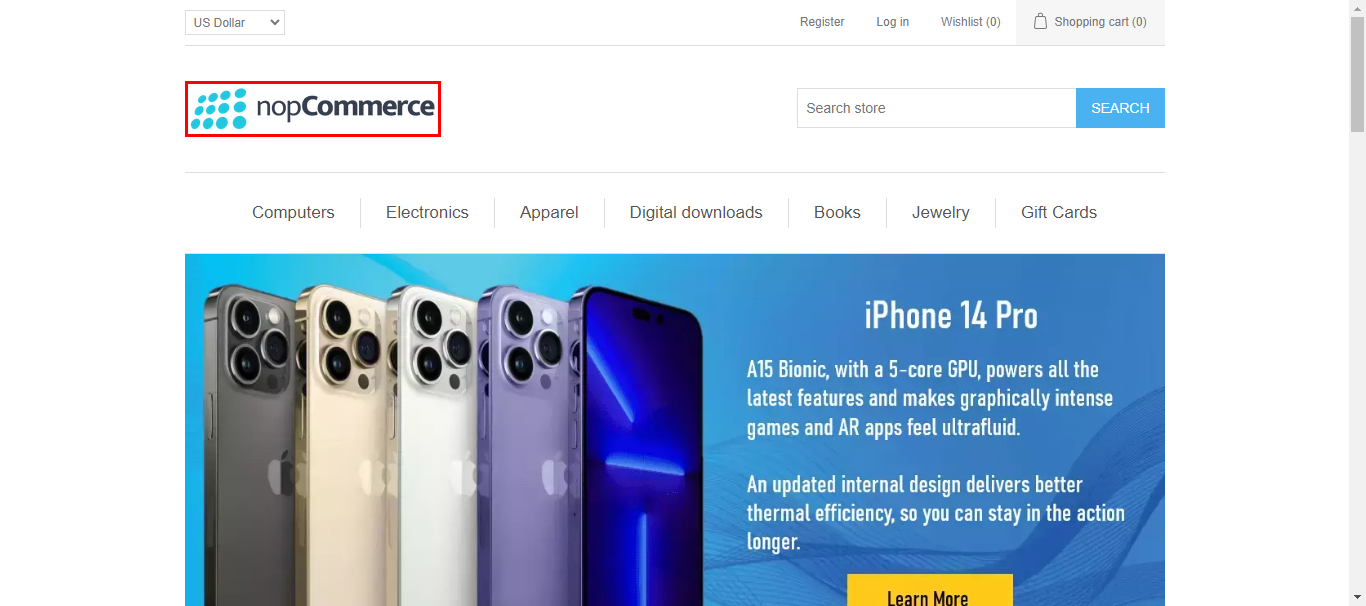 US Dollar
Register
Log in
Wishlist (0)
Shopping cart (0)
nopCommerce
Search store
SEARCH
Computers
Electronics
Apparel
Digital downloads
Books
Jewelry
Gift Cards
iPhone 14 Pro
A15 Bionic, with a 5-core GPU, powers all the
latest features and makes graphically intense
games and AR apps feel ultrafluid.
An updated internal design delivers better
thermal efficiency, so you can stay in the action
longer.
Learn More